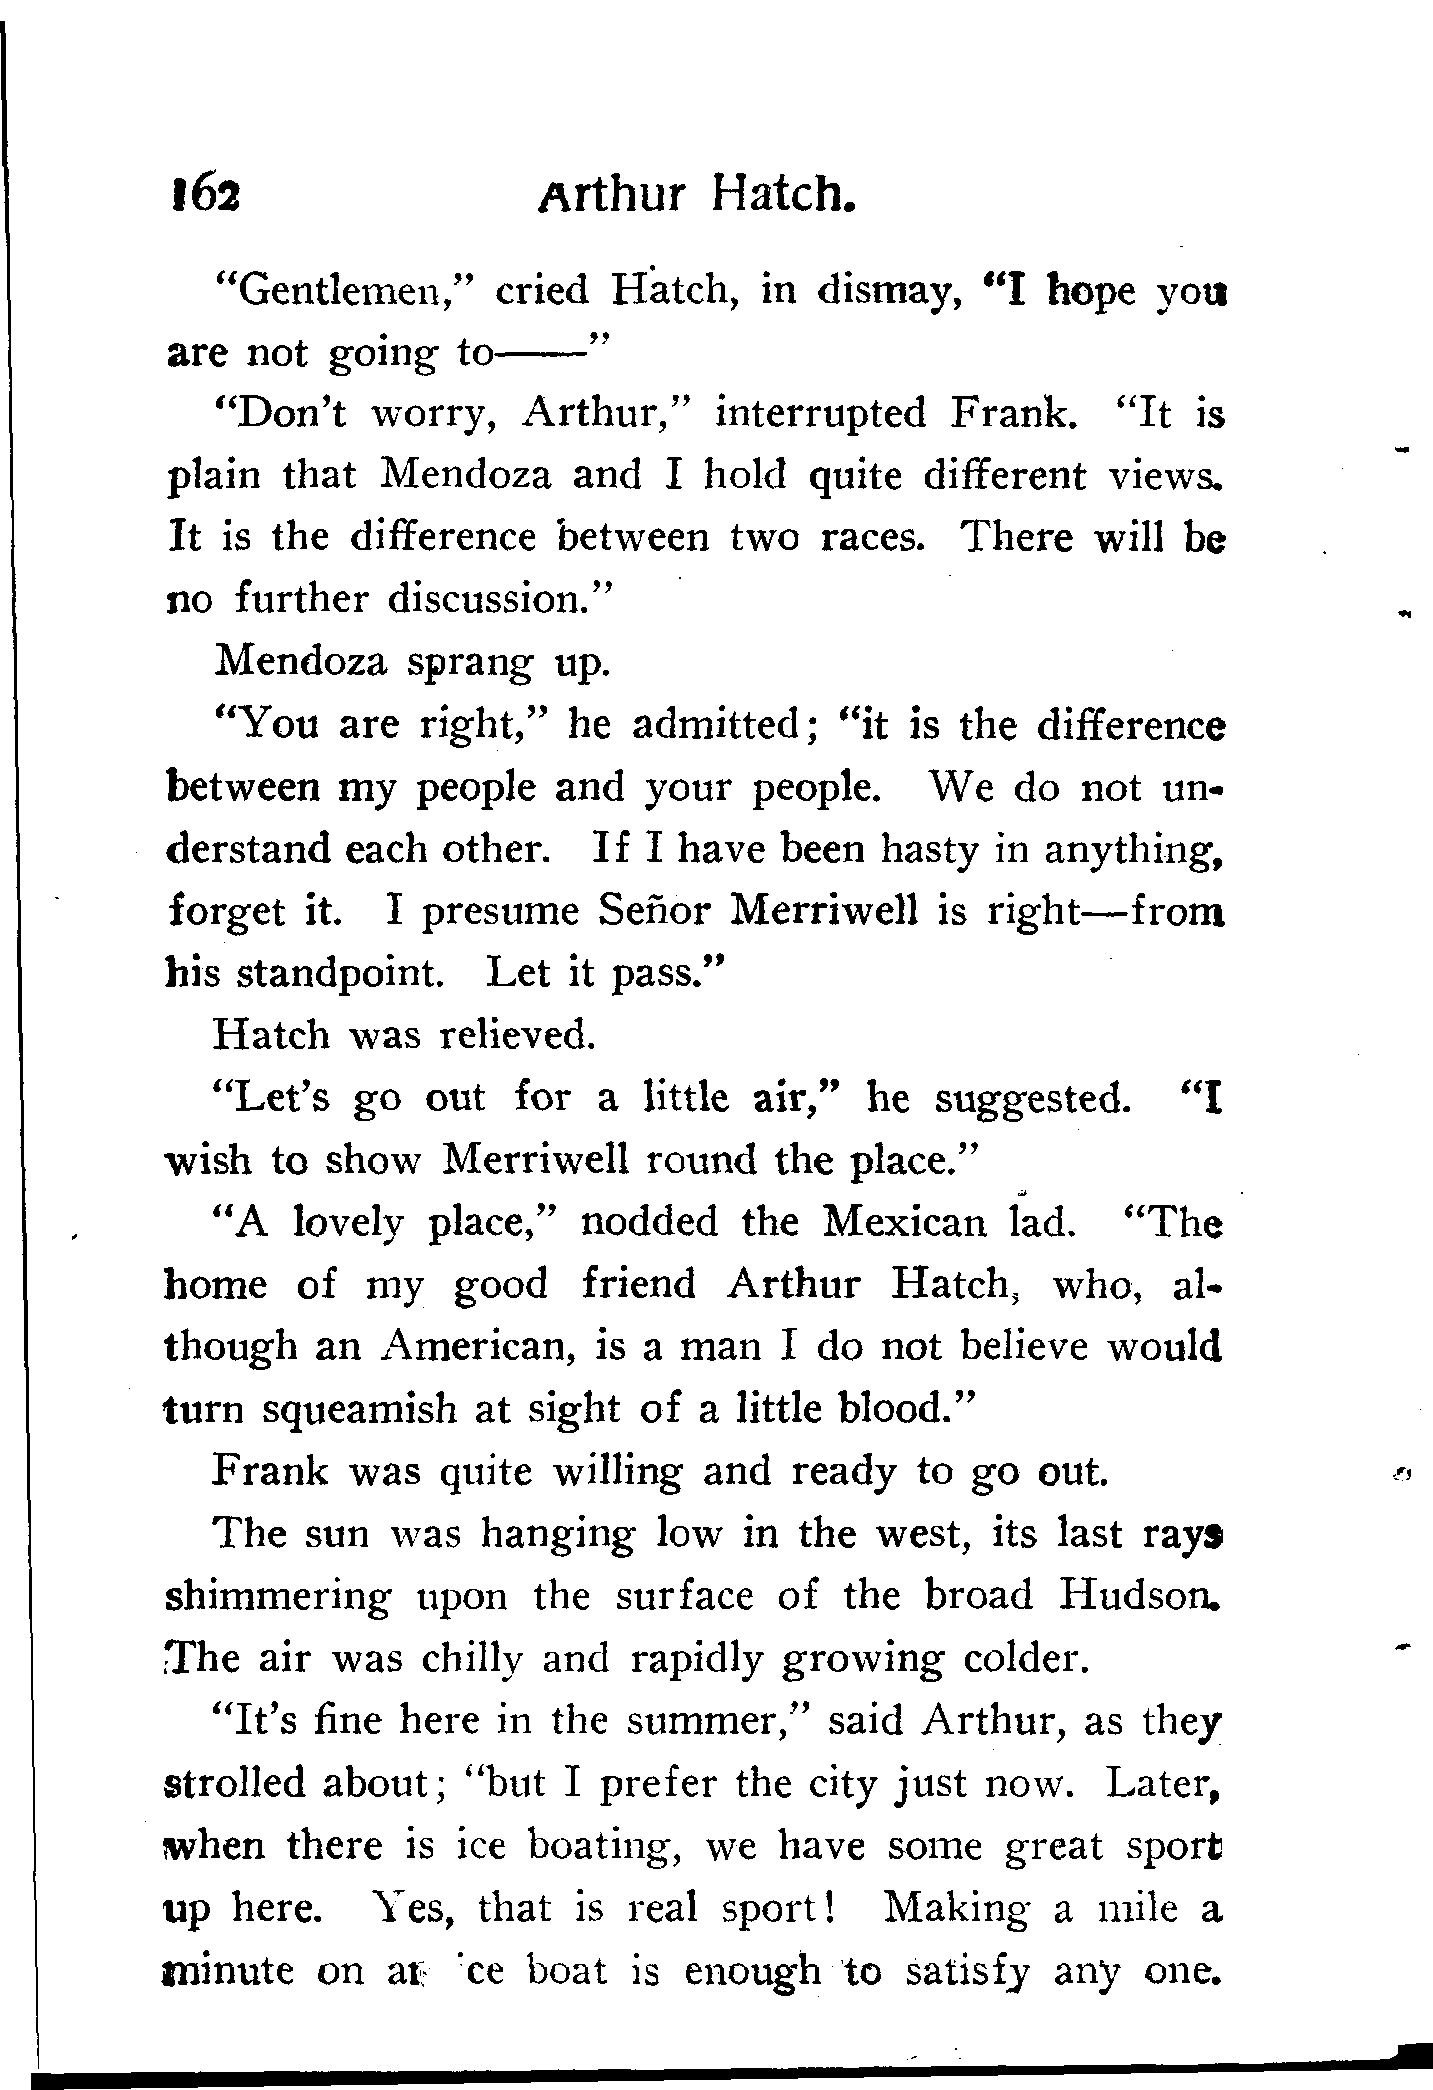 162 Arthur Hatch.
“Gentlemen,” cried Hatch, in dismay, “I hope you
are not going to——”
“Don’t worry, Arthur,” interrupted Frank. “It is
plain that Mendoza and I hold quite different views.
It is the difference between two races. There will be
no further discussion.”
Mendoza sprang up.
“You are right,” he admitted; “it is the difference
between my people and your people. We do not un-
derstand each other. If I have been hasty in anything,
forget it. I presume Señor Merriwell is right—from
his standpoint. Let it pass.”
Hatch was relieved.
“Let’s go out for a little air,” he suggested. “I
wish to show Merriwell round the place.”
“A lovely place,” nodded the Mexican lad. “The
home of my good friend Arthur Hatch, who, al-
though an American, is a man I do not believe would
turn squeamish at sight of a little blood.”
Frank was quite willing and ready to go out.
The sun was hanging low in the west, its last rays
shimmering upon the surface of the broad Hudson.
The air was chilly and rapidly growing colder.
“It’s fine here in the summer,” said Arthur, as they
strolled about; “but I prefer the city just now. Later,
when there is ice boating, we have some great sport
up here. Yes, that is real sport! Making a mile a
minute on an ice boat is enough to satisfy any one.